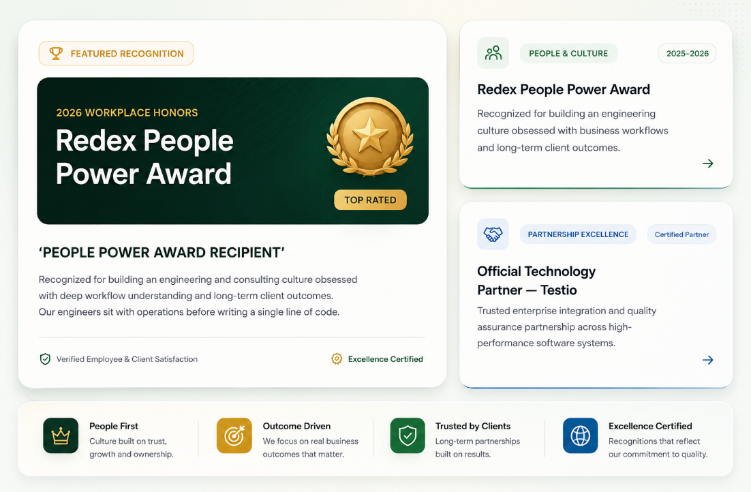 FEATURED RECOGNITION
2026 WORKPLACE HONORS
Redex People
Power Award
TOP RATED
‘PEOPLE POWER AWARD RECIPIENT’
Recognized for building an engineering and consulting culture obsessed
with deep workflow understanding and long-term client outcomes.
Our engineers sit with operations before writing a single line of code.
Verified Employee & Client Satisfaction
Excellence Certified
PEOPLE & CULTURE
2025–2026
Redex People Power Award
Recognized for building an engineering
culture obsessed with business workflows
and long-term client outcomes.
PARTNERSHIP EXCELLENCE
Certified Partner
Official Technology
Partner — Testio
Trusted enterprise integration and quality
assurance partnership across high-
performance software systems.
People First
Culture built on trust,
growth and ownership.
Outcome Driven
We focus on real business
outcomes that matter.
Trusted by Clients
Long-term partnerships
built on results.
Excellence Certified
Recognitions that reflect
our commitment to quality.